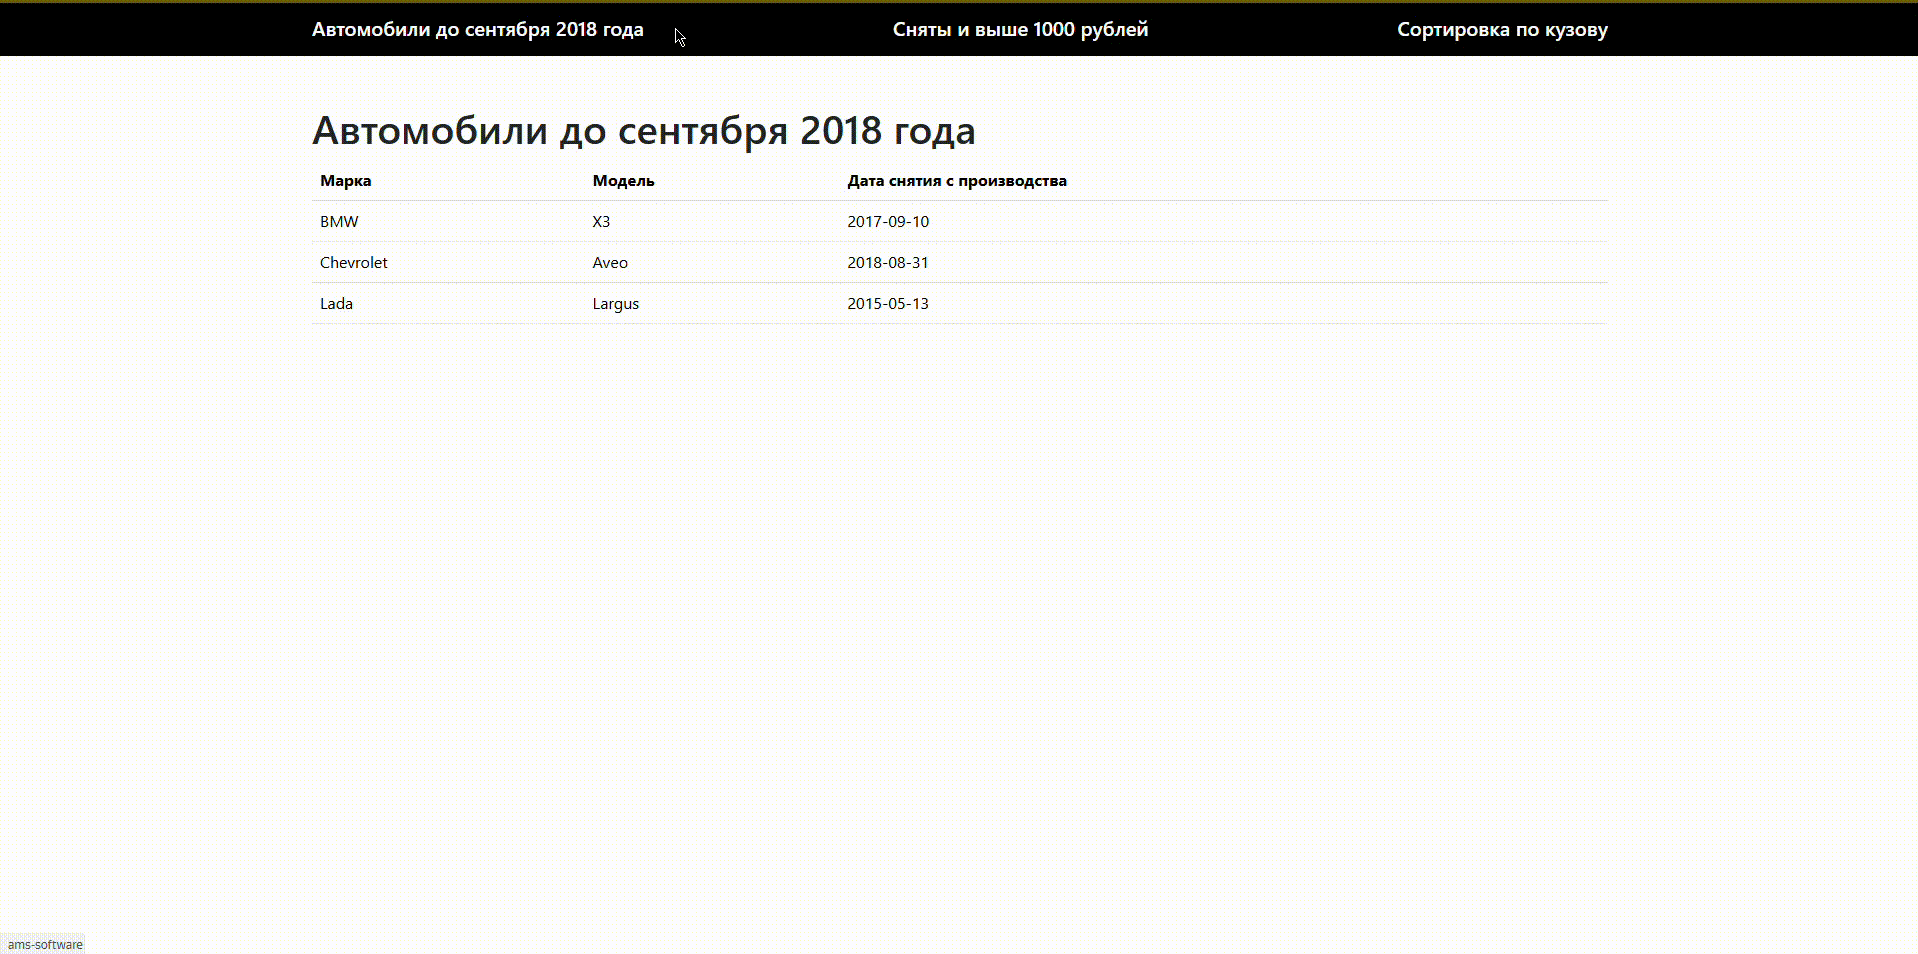 Автомобили до сентября 2018 года Сняты и выше 1000 рублей Сортировка по кузову
Автомобили до сентября 2018 года
Марка Модель Дата снятия с производства
BMW X3 2017-09-10
Chevrolet Aveo 2018-08-31
Lada Largus 2015-05-13
ams-software